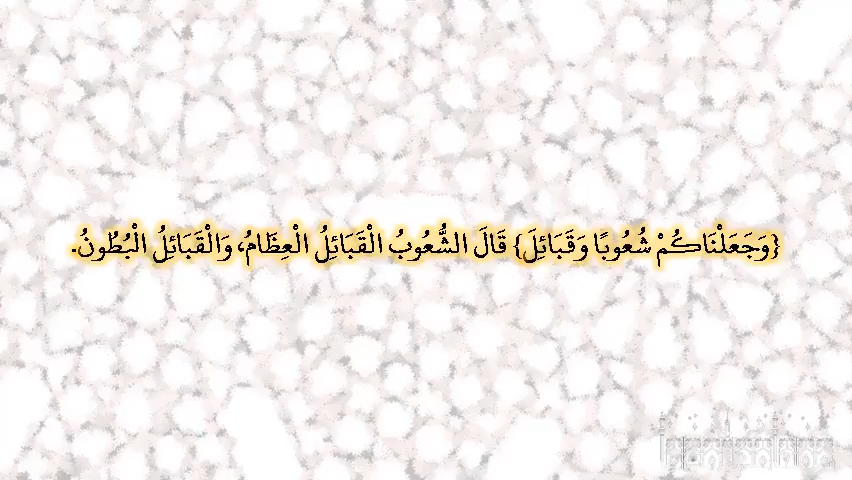 {وَجَعَلْنَاكُمْ شُعُوبًا وَقَبَائِلَ} قَالَ الشُّعُوبُ الْقَبَائِلُ الْعِظَامُ، وَالْقَبَائِلُ الْبُطُونُ.